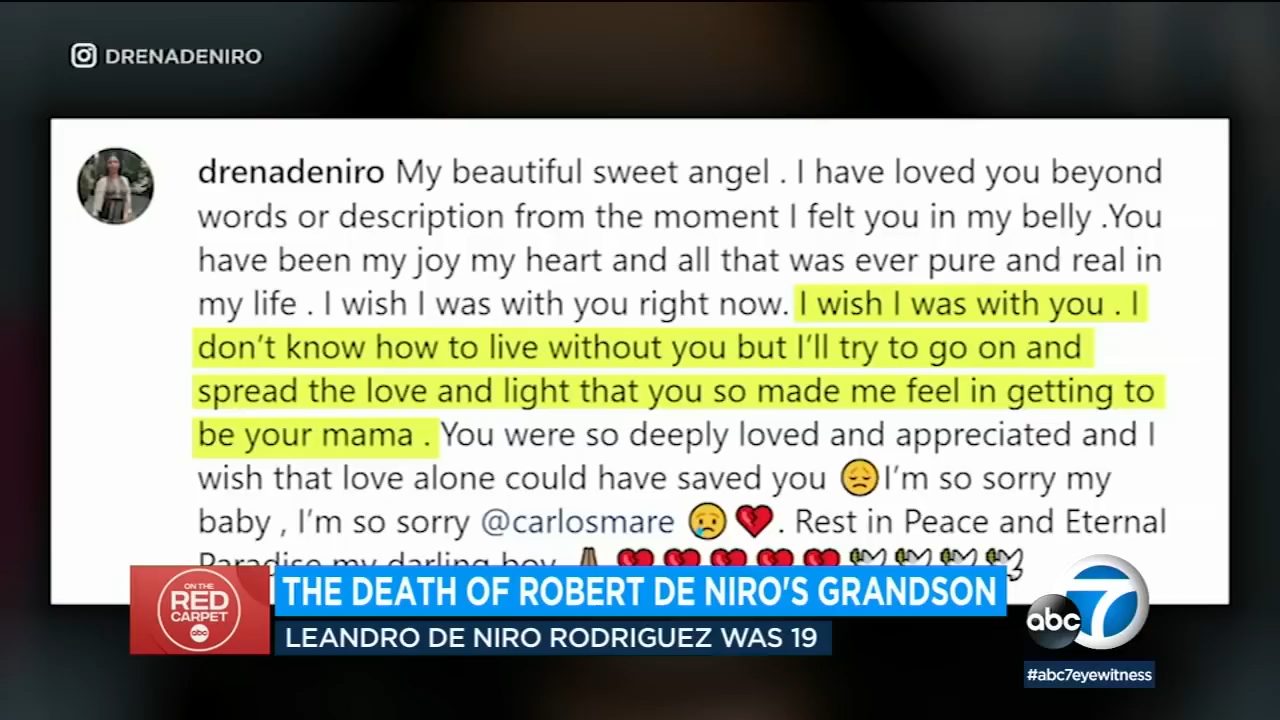 DRENADENIRO
drenadeniro My beautiful sweet angel . I have loved you beyond
words or description from the moment I felt you in my belly .You
have been my joy my heart and all that was ever pure and real in
my life . I wish I was with you right now. I wish I was with you . I
don't know how to live without you but I'll try to go on and
spread the love and light that you so made me feel in getting to
be your mama . You were so deeply loved and appreciated and I
wish that love alone could have saved you 😞I'm so sorry my
baby , I'm so sorry @carlosmare 😢💔. Rest in Peace and Eternal
Paradise my darling boy 🙏🏽💔💔💔💔💔🕊🕊🕊🕊
ON THE
RED
CARPET
abc
THE DEATH OF ROBERT DE NIRO'S GRANDSON
LEANDRO DE NIRO RODRIGUEZ WAS 19
abc 7
#abc7eyewitness